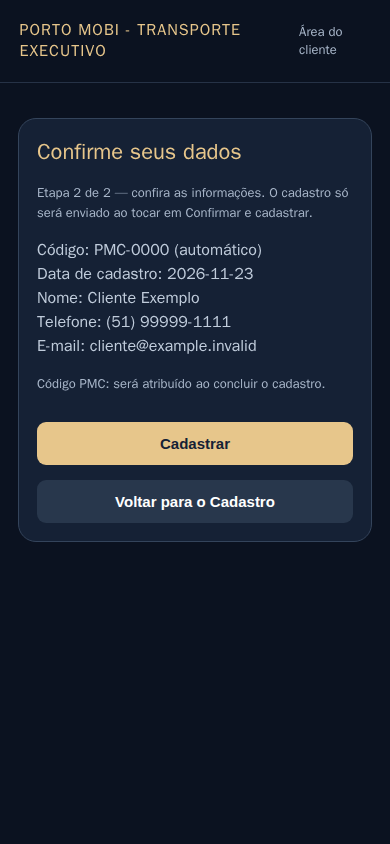 PORTO MOBI - TRANSPORTE
EXECUTIVO
Área do
cliente
Confirme seus dados
Etapa 2 de 2 — confira as informações. O cadastro só
será enviado ao tocar em Confirmar e cadastrar.
Código: PMC-0000 (automático)
Data de cadastro: 2026-11-23
Nome: Cliente Exemplo
Telefone: (51) 99999-1111
E-mail: cliente@example.invalid
Código PMC: será atribuído ao concluir o cadastro.
Cadastrar
Voltar para o Cadastro